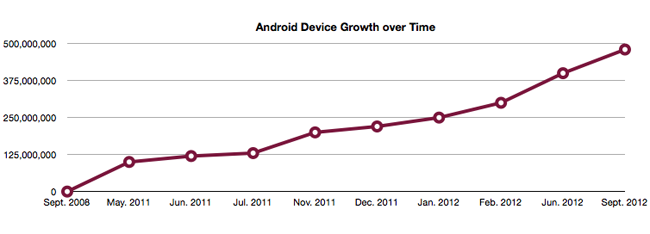 Android Device Growth over Time
500,000,000
375,000,000
250,000,000
125,000,000
0
Sept. 2008 May. 2011 Jun. 2011 Jul. 2011 Nov. 2011 Dec. 2011 Jan. 2012 Feb. 2012 Jun. 2012 Sept. 2012